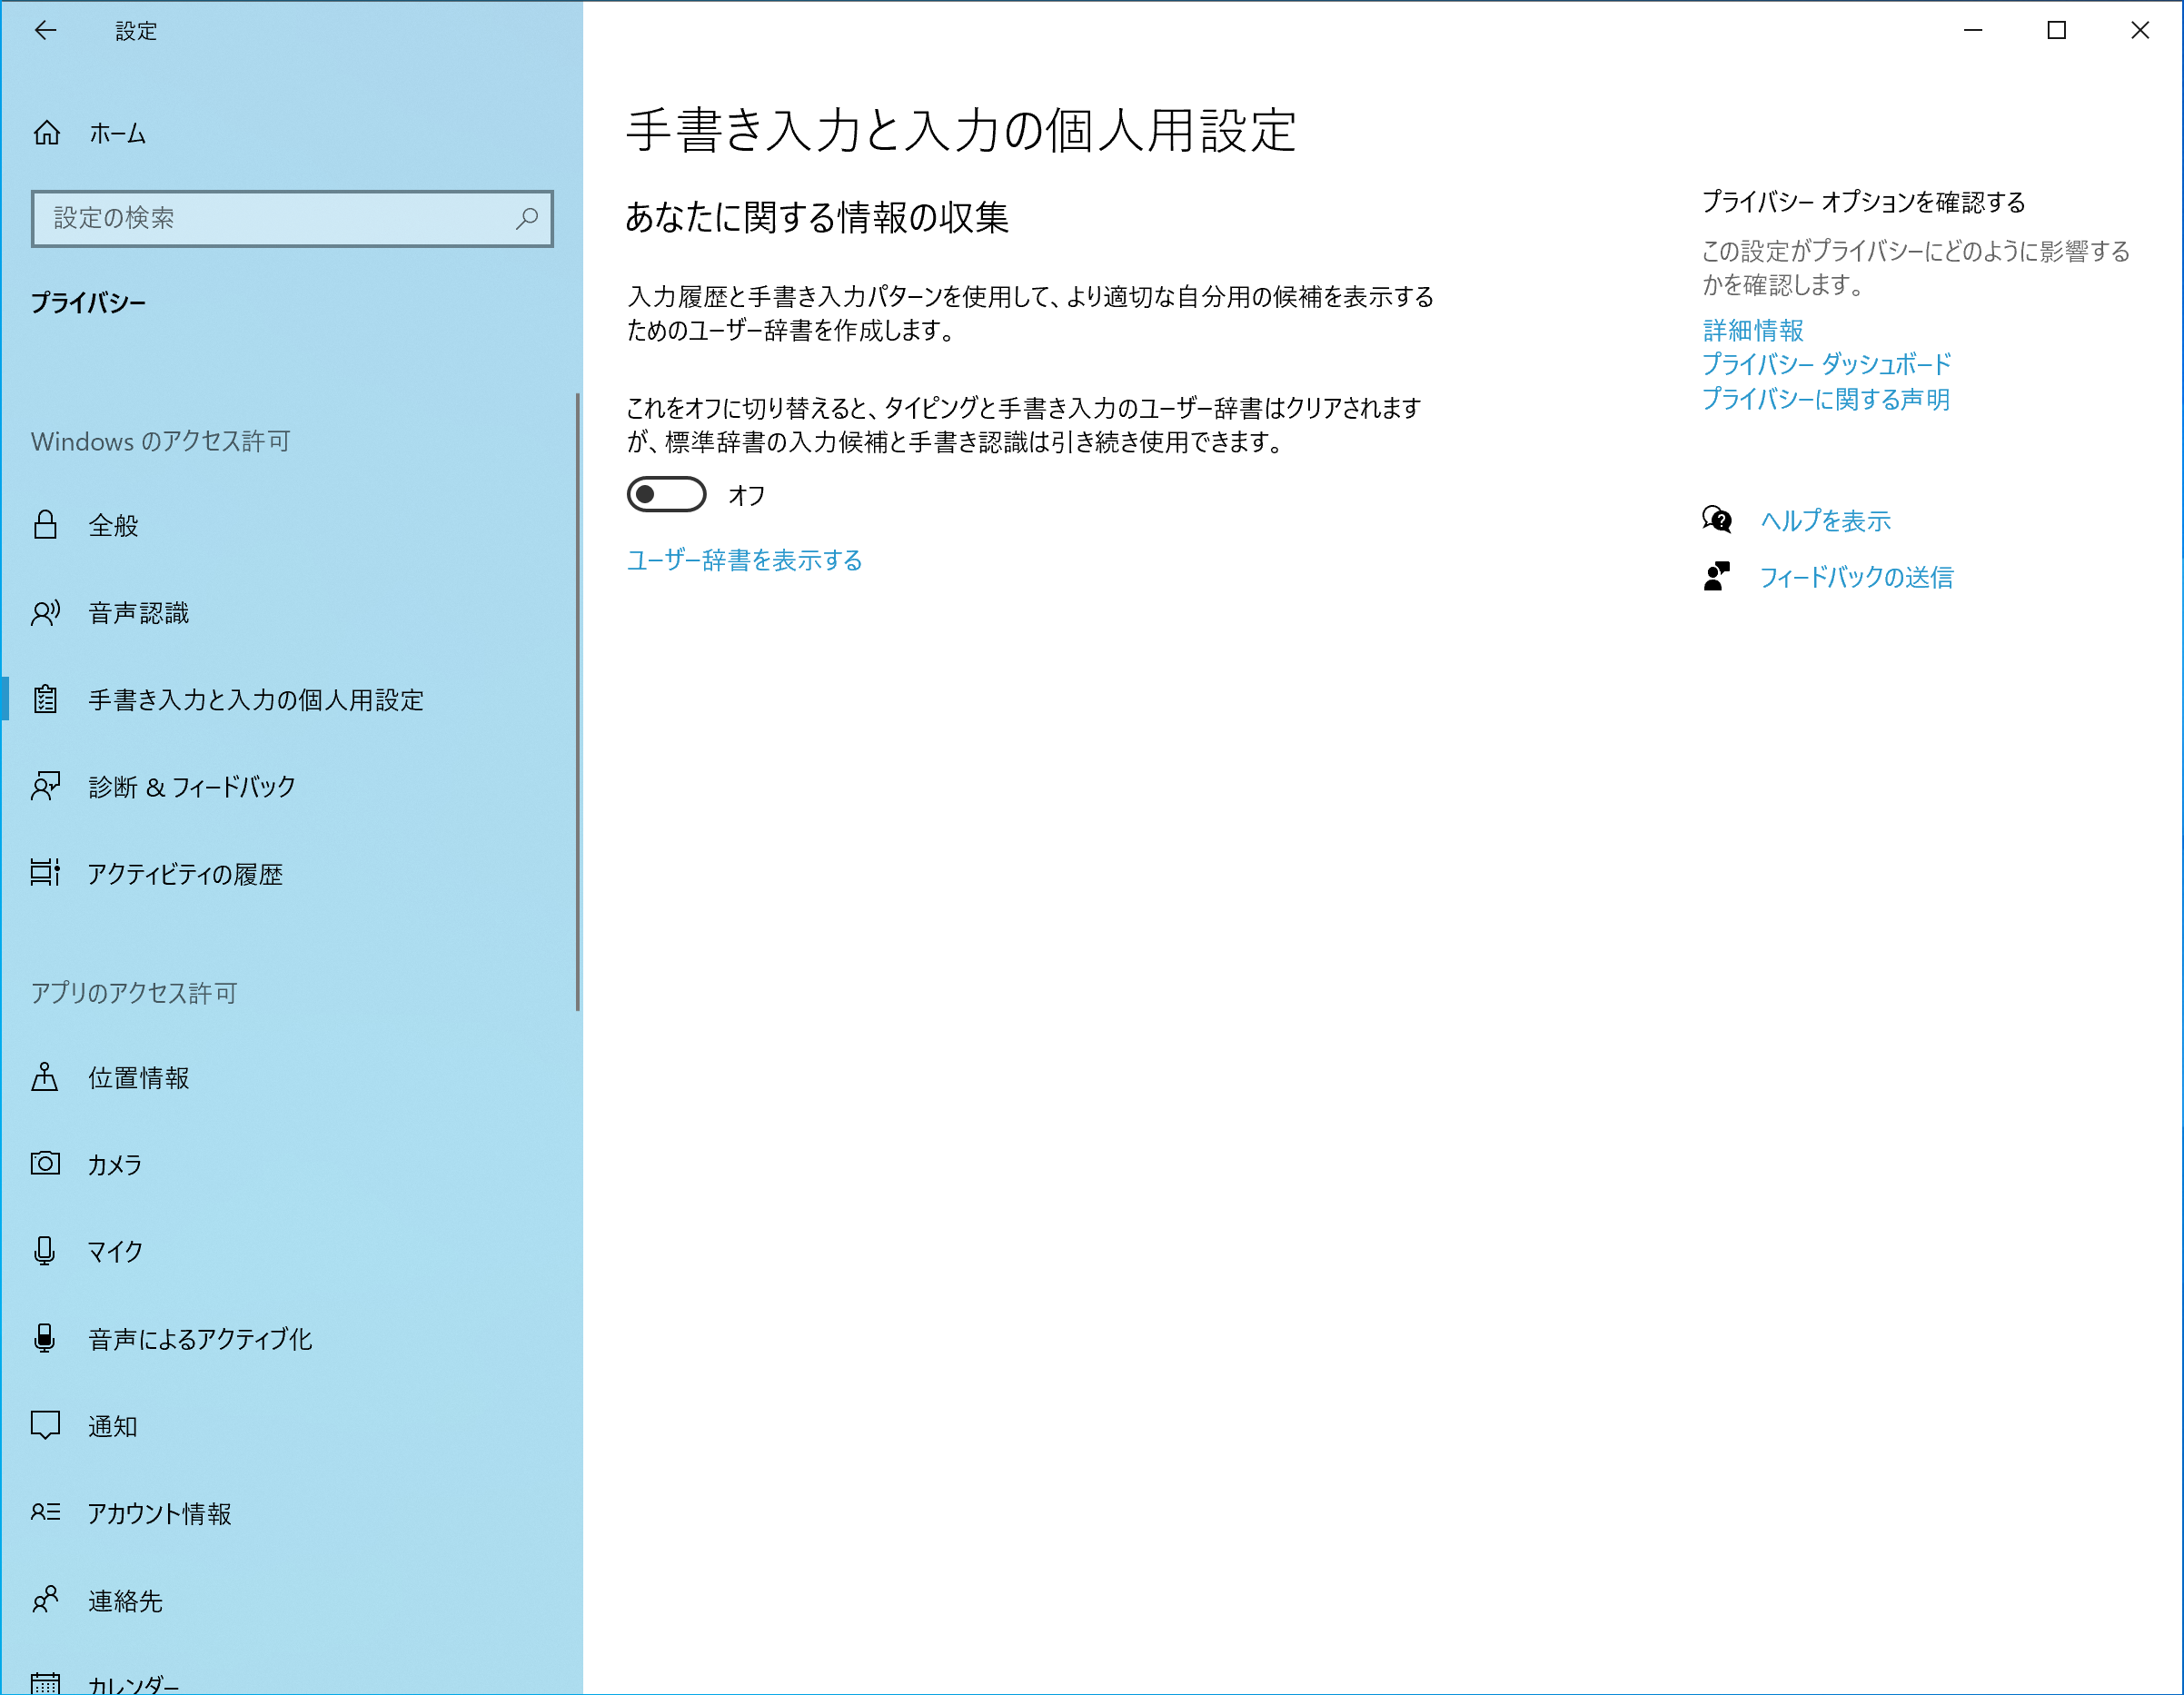 設定
ホーム
設定の検索
プライバシー
Windows のアクセス許可
全般
音声認識
手書き入力と入力の個人用設定
診断 & フィードバック
アクティビティの履歴
アプリのアクセス許可
位置情報
カメラ
マイク
音声によるアクティブ化
通知
アカウント情報
連絡先
カレンダー
手書き入力と入力の個人用設定
あなたに関する情報の収集
入力履歴と手書き入力パターンを使用して、より適切な自分用の候補を表示する
ためのユーザー辞書を作成します。
これをオフに切り替えると、タイピングと手書き入力のユーザー辞書はクリアされます
が、標準辞書の入力候補と手書き認識は引き続き使用できます。
オフ
ユーザー辞書を表示する
プライバシー オプションを確認する
この設定がプライバシーにどのように影響する
かを確認します。
詳細情報
プライバシー ダッシュボード
プライバシーに関する声明
ヘルプを表示
フィードバックの送信